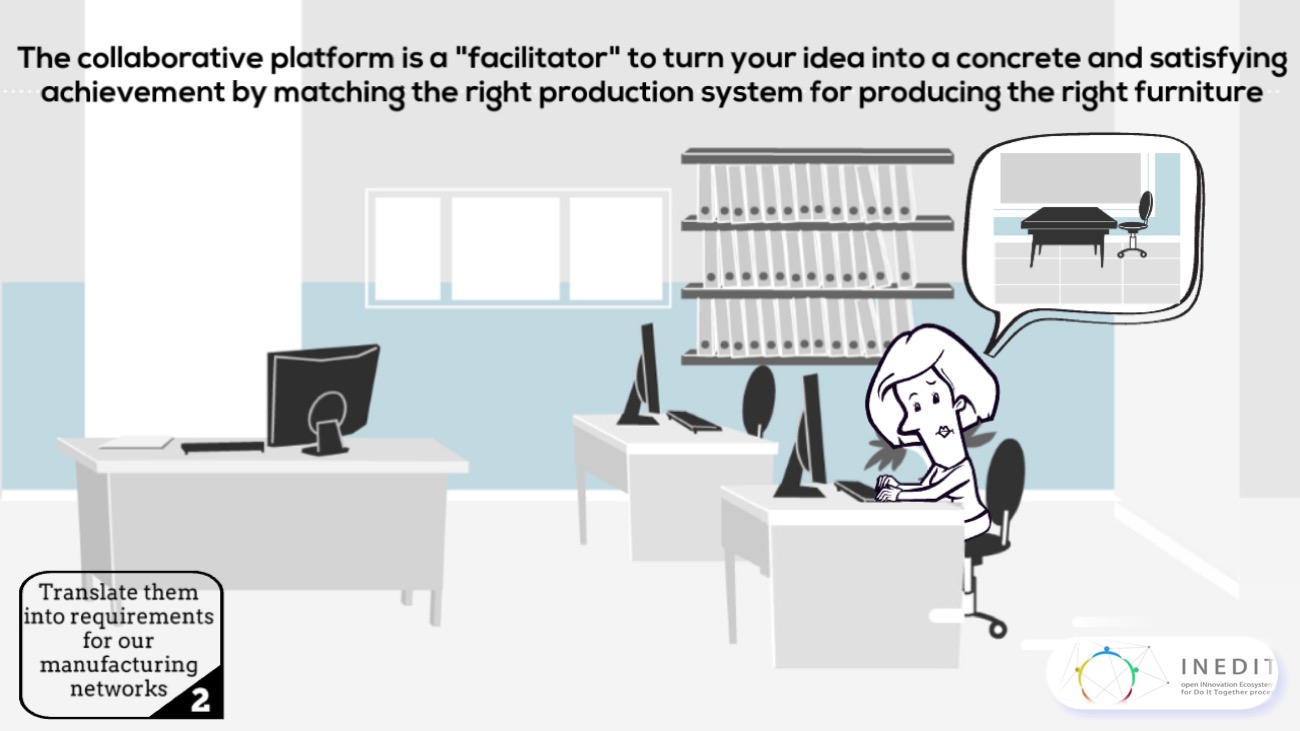 The collaborative platform is a "facilitator" to turn your idea into a concrete and satisfying
achievement by matching the right production system for producing the right furniture
Translate them
into requirements
for our
manufacturing
networks
2
INEDIT
open INnovation Ecosystem
for Do It Together